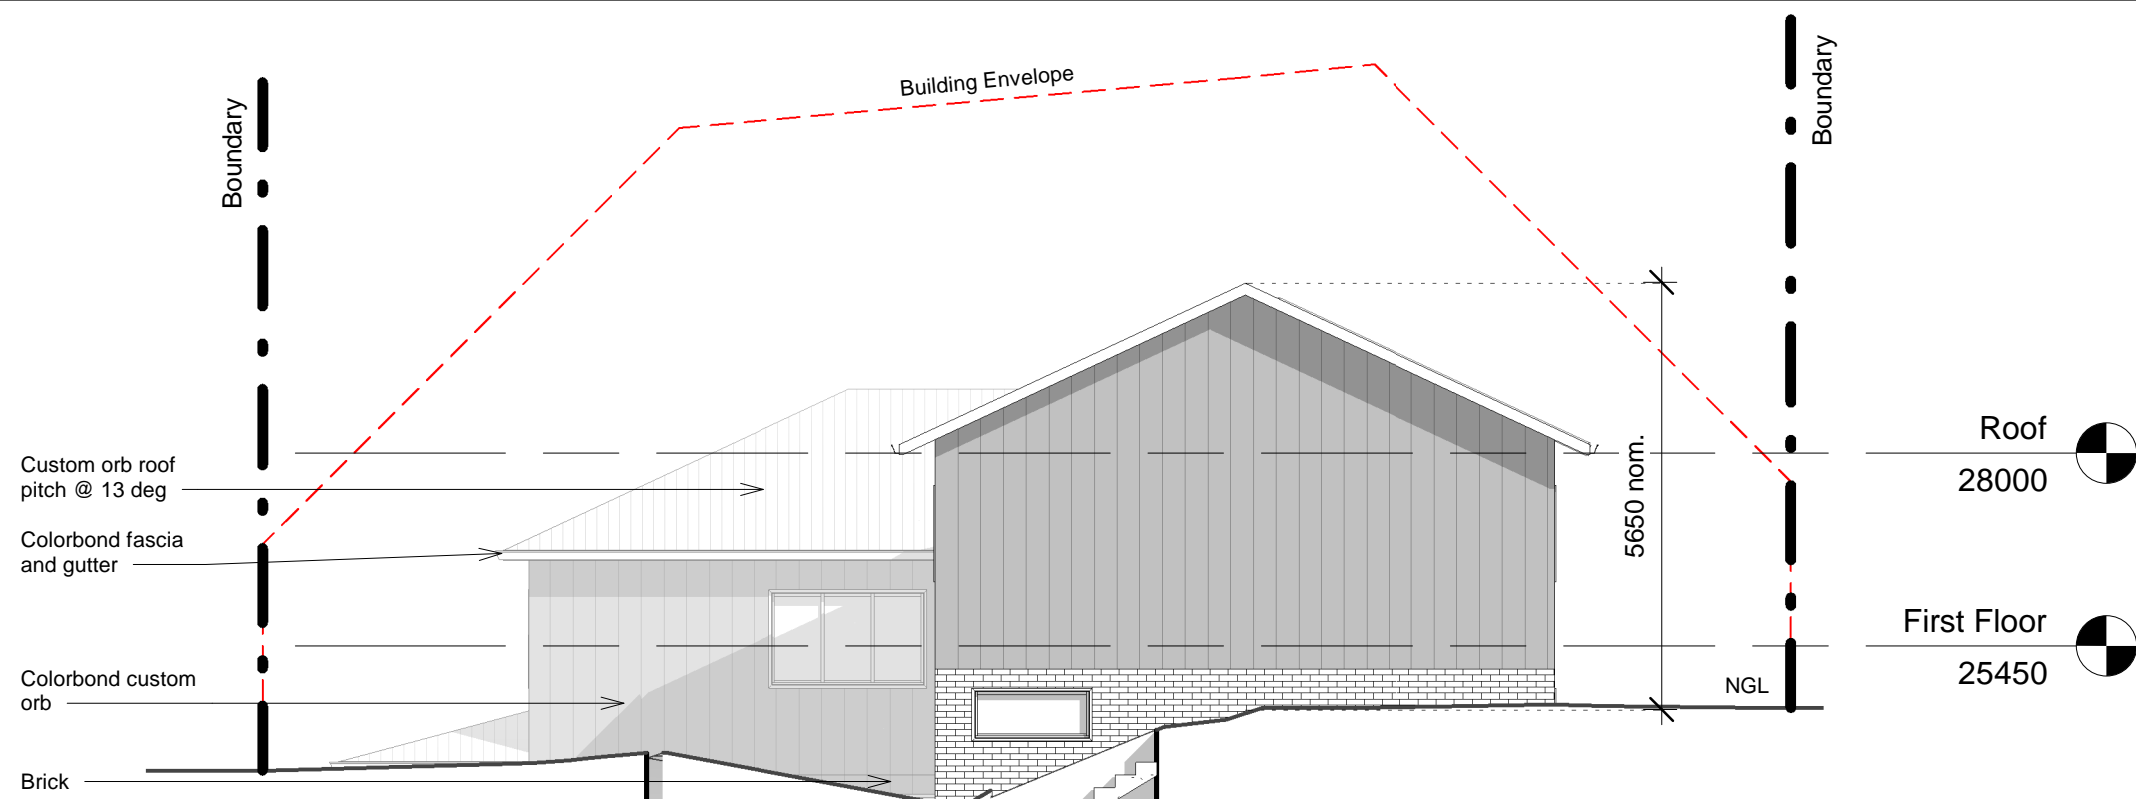 Building Envelope
Boundary
Boundary
Roof
28000
Custom orb roof
pitch @ 13 deg
5650 nom.
Colorbond fascia
and gutter
First Floor
25450
Colorbond custom
orb
NGL
Brick